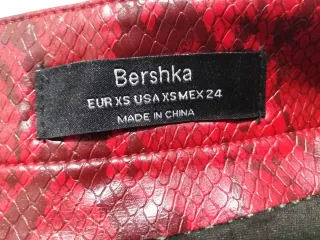 Bershka
EUR XS USA XS MEX 24
MADE IN CHINA